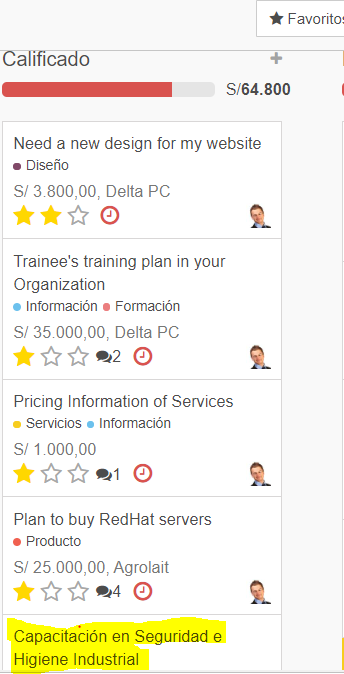 Favoritos
Calificado
S/64.800
Need a new design for my website
Diseño
S/ 3.800,00, Delta PC
Trainee's training plan in your
Organization
Información Formación
S/ 35.000,00, Delta PC
2
Pricing Information of Services
Servicios Información
S/ 1.000,00
1
Plan to buy RedHat servers
Producto
S/ 25.000,00, Agrolait
4
Capacitación en Seguridad e
Higiene Industrial